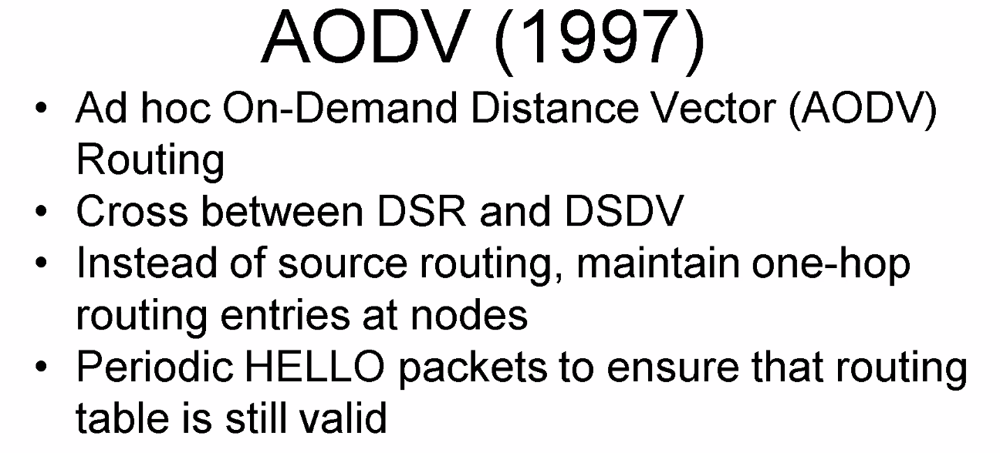 AODV (1997)
• Ad hoc On-Demand Distance Vector (AODV)
Routing
• Cross between DSR and DSDV
• Instead of source routing, maintain one-hop
routing entries at nodes
• Periodic HELLO packets to ensure that routing
table is still valid